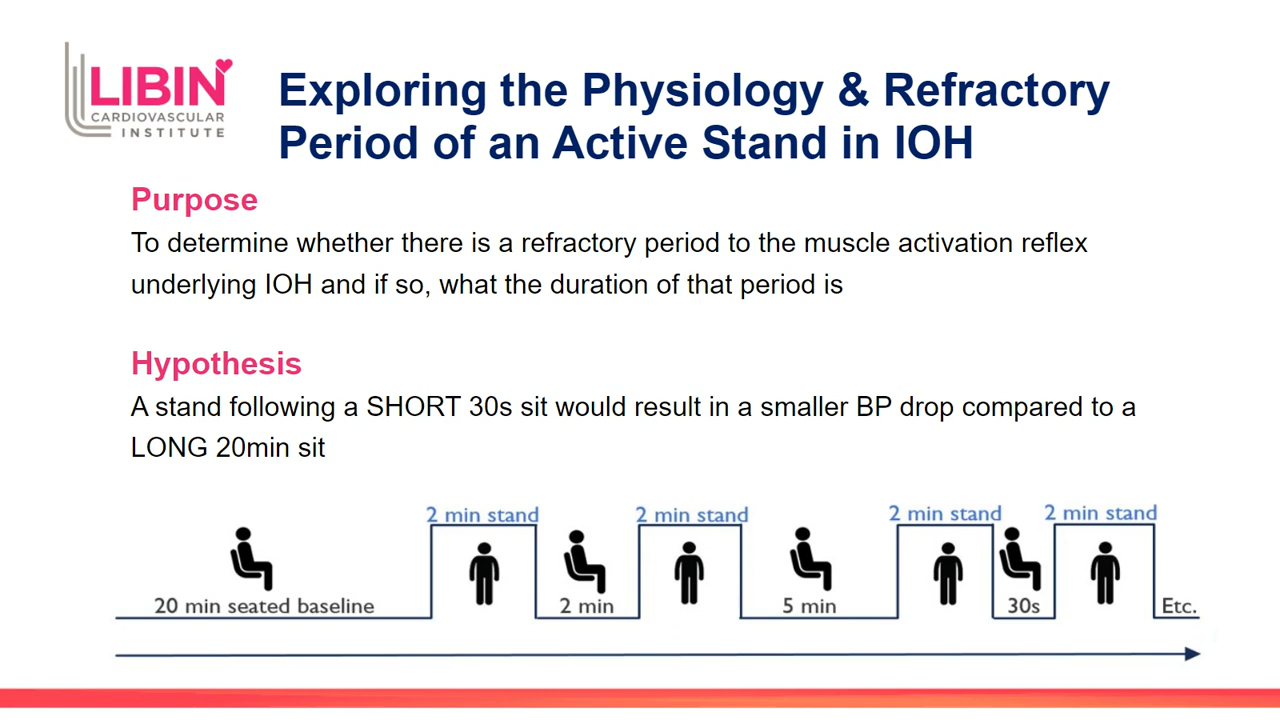 LIBIN
CARDIOVASCULAR
INSTITUTE
Exploring the Physiology & Refractory
Period of an Active Stand in IOH
Purpose
To determine whether there is a refractory period to the muscle activation reflex
underlying IOH and if so, what the duration of that period is
Hypothesis
A stand following a SHORT 30s sit would result in a smaller BP drop compared to a
LONG 20min sit
2 min stand 2 min stand 2 min stand 2 min stand
20 min seated baseline 2 min 5 min 30s Etc.